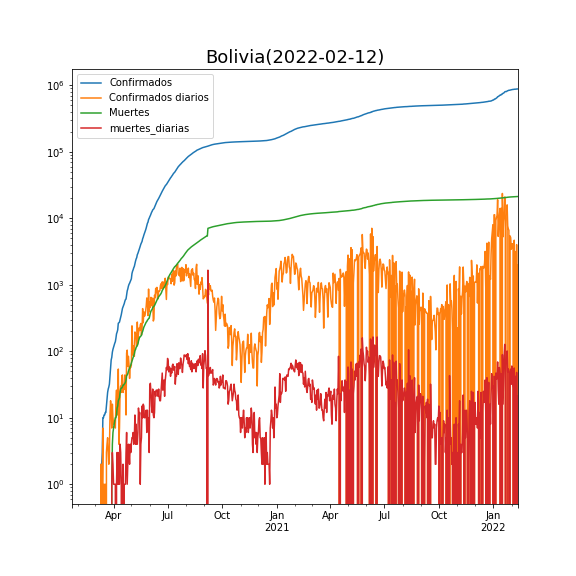 Bolivia(2022-02-12)
Confirmados
Confirmados diarios
Muertes
muertes_diarias
10^6
10^5
10^4
10^3
10^2
10^1
10^0
Apr Jul Oct Jan Apr Jul Oct Jan
2021 2022